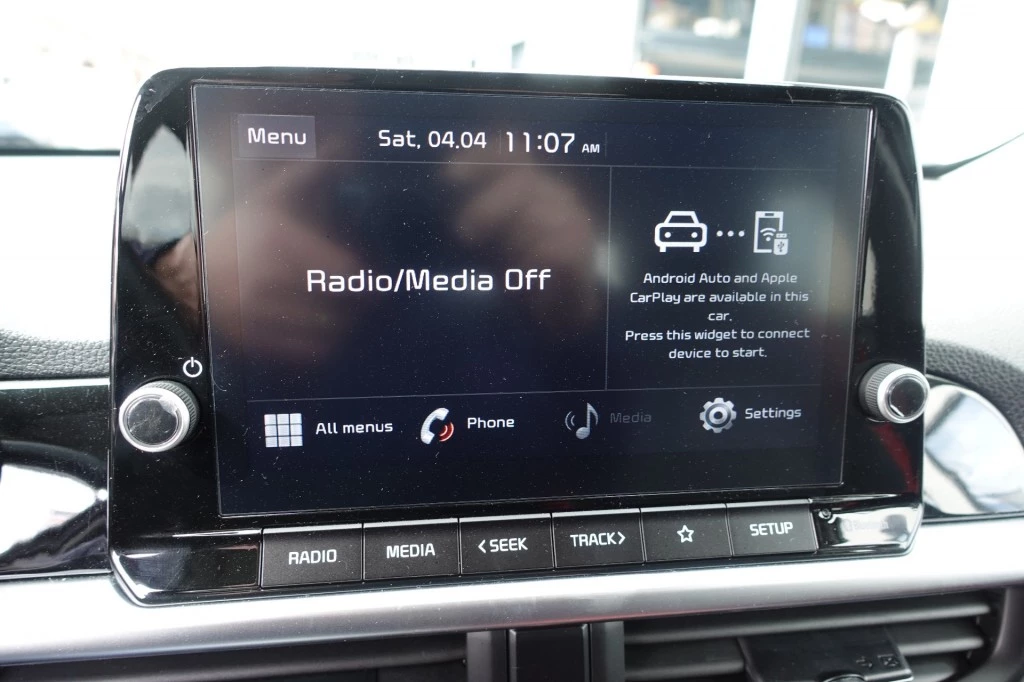 Menu
Sat, 04.04 11:07 AM
Radio/Media Off
Android Auto and Apple
CarPlay are available in this
car.
Press this widget to connect
device to start.
All menus
Phone
Media
Settings
RADIO
MEDIA
<SEEK
TRACK>
SETUP